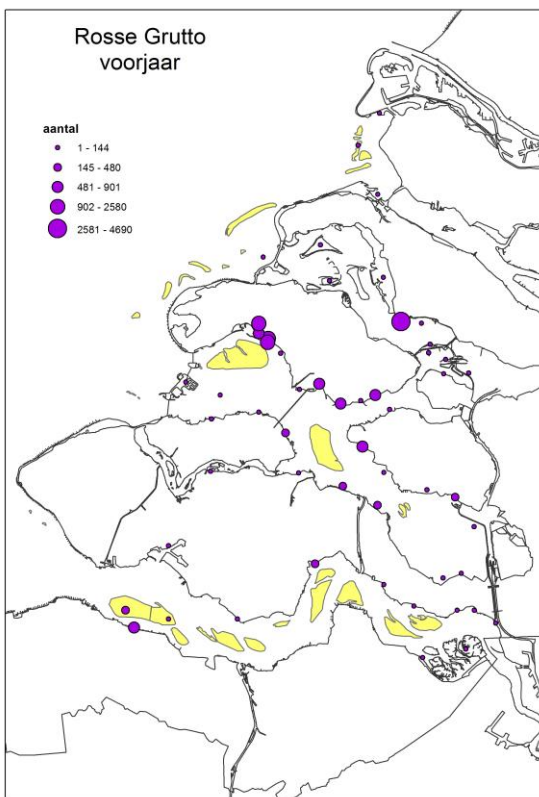 Rosse Grutto
voorjaar
aantal
1 - 144
145 - 480
481 - 901
902 - 2580
2581 - 4690